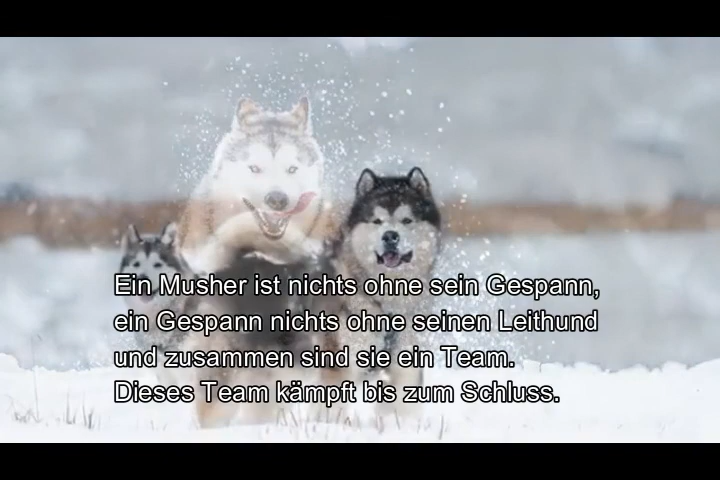 Ein Musher ist nichts ohne sein Gespann,
ein Gespann nichts ohne seinen Leithund
und zusammen sind sie ein Team.
Dieses Team kämpft bis zum Schluss.